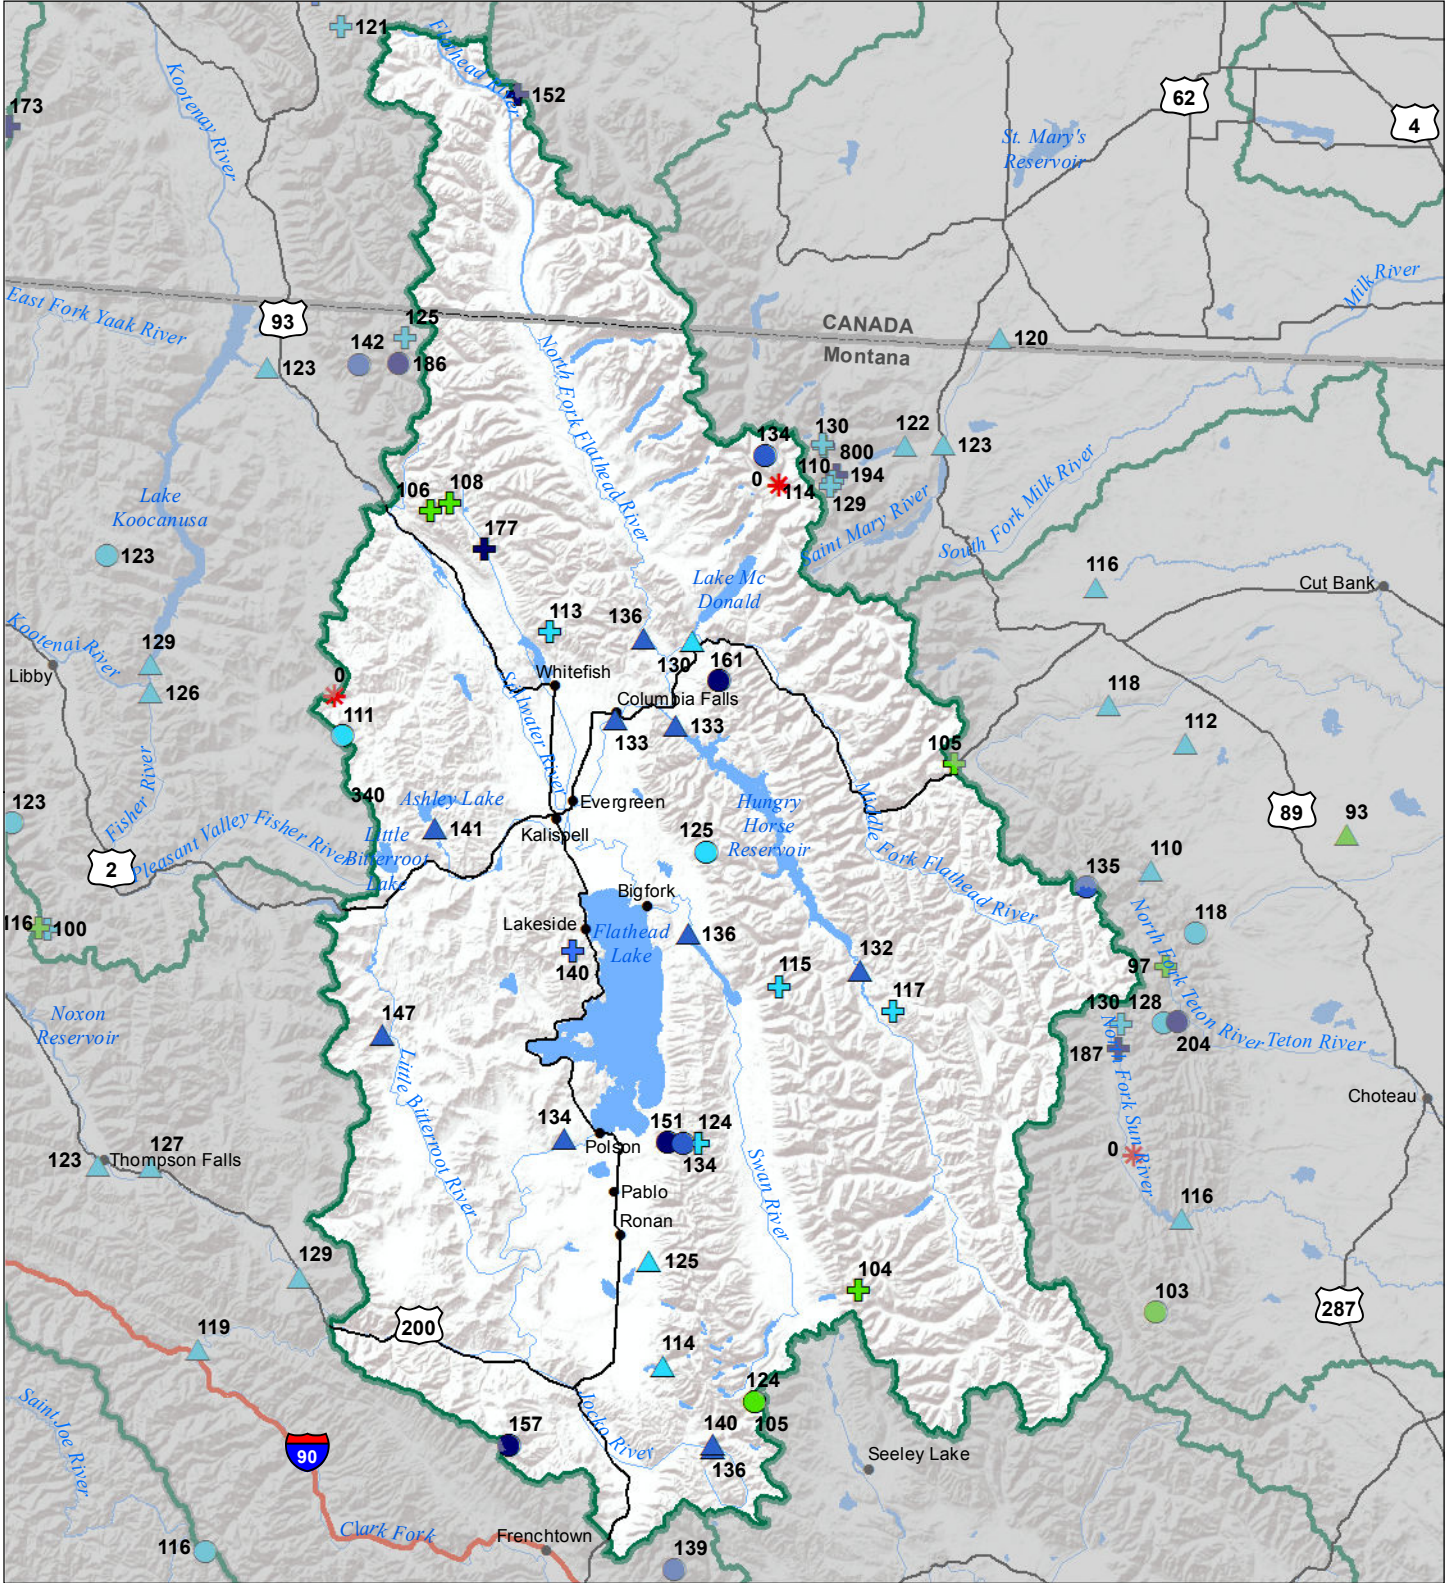 121
Flathead River
152
173
Kootenay River
62
4
St. Mary's
Reservoir
Milk River
East Fork Yaak River
93
125
142
186
123
CANADA
Montana
120
North Fork Flathead River
134
130
122
123
800
110
194
0
114
129
Saint Mary River
South Fork Milk River
106
108
177
Lake
Koocanusa
123
Lake Mc
Donald
116
Cut Bank
Kootenai River
Libby
129
126
113
136
130
161
Whitefish
Columbia Falls
0
111
Stillwater River
133
133
118
112
105
340
Ashley Lake
141
Evergreen
Kalispell
Hungry
Horse
Reservoir
125
Middle Fork Flathead River
89
93
123
Fisher River
2
Pleasant Valley Fisher River
Little
Bitterroot
Lake
135
110
118
116
100
Bigfork
Lakeside
Flathead
Lake
140
136
132
115
117
97
North Fork Teton River
Teton River
130
128
204
187
North Fork Sun River
Noxon
Reservoir
147
Little Bitterroot River
Choteau
134
Polson
151
124
134
Swan River
0
123
127
Thompson Falls
Pablo
Ronan
116
125
129
104
103
287
200
119
114
124
105
Saint Joe River
90
157
Jocko River
140
136
Seeley Lake
Clark Fork
Frenchtown
116
139